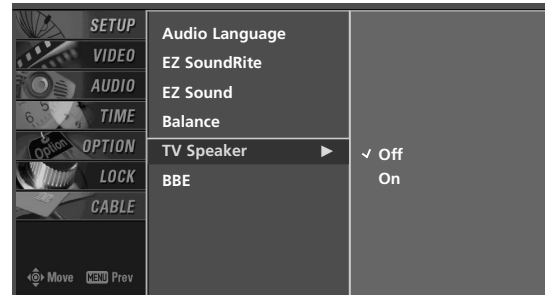 SETUP
VIDEO
AUDIO
TIME
OPTION
LOCK
CABLE
Move MENU Prev
Audio Language
EZ SoundRite
EZ Sound
Balance
TV Speaker ▶
BBE
✓ Off
On